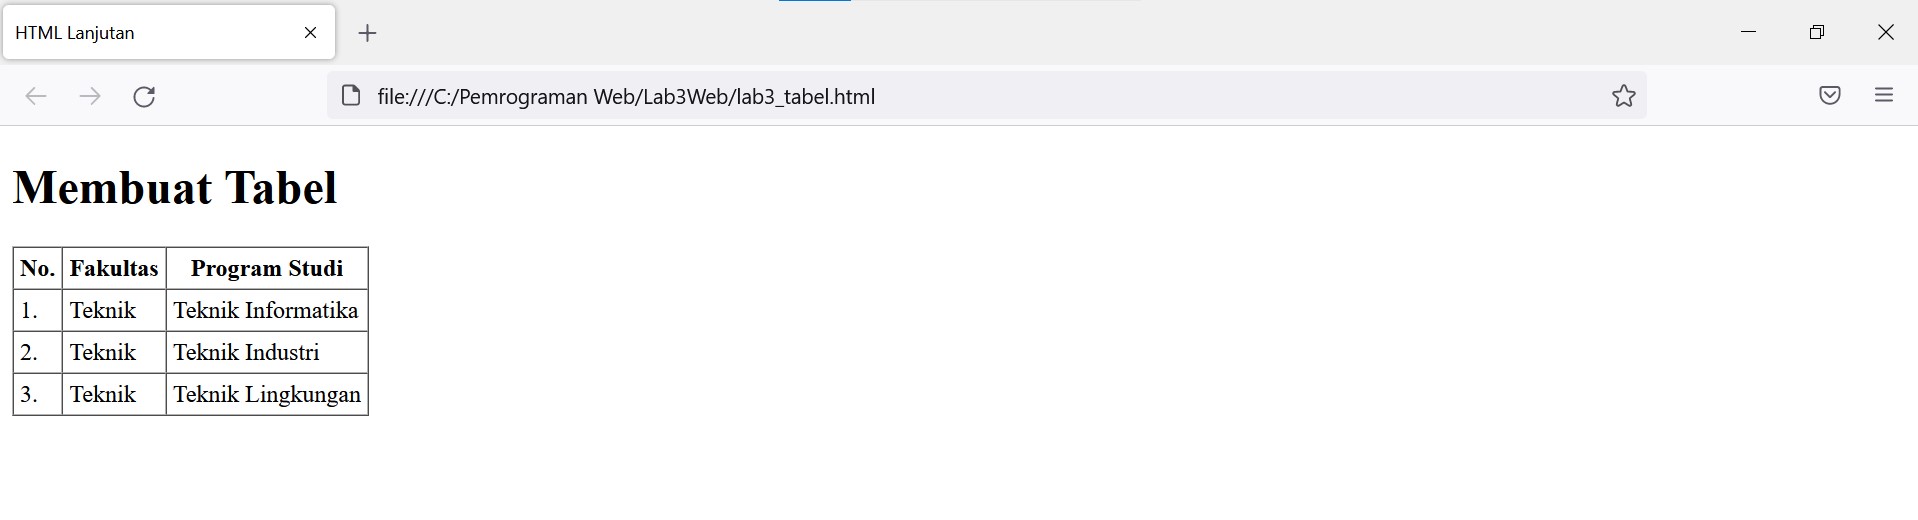 HTML Lanjutan
file:///C:/Pemrograman Web/Lab3Web/lab3_tabel.html
Membuat Tabel
No. Fakultas Program Studi
1. Teknik Teknik Informatika
2. Teknik Teknik Industri
3. Teknik Teknik Lingkungan